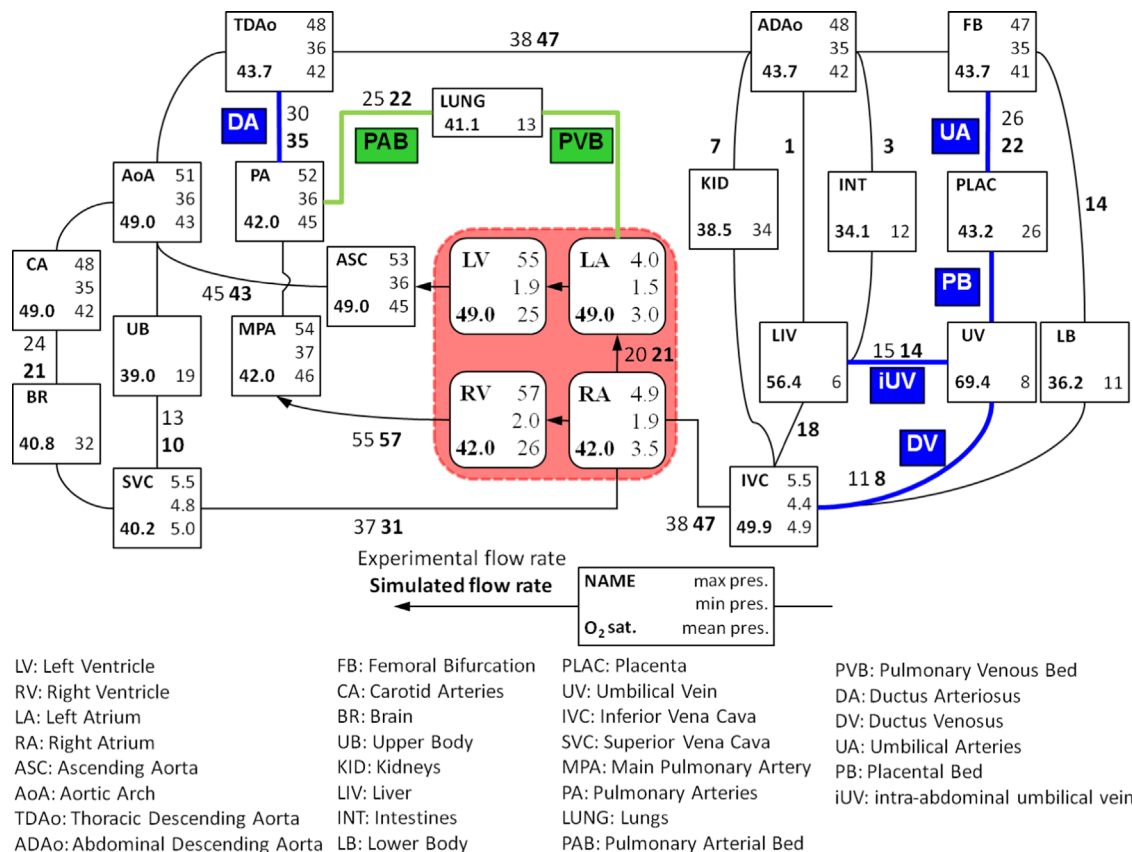 TDAo 48
36
43.7 42
38 47
ADAo 48
35
43.7 42
FB 47
35
43.7 41
DA
30
35
25 22
PAB
LUNG
41.1 13
PVB
7
1
3
UA
26
22
14
AoA 51
36
49.0 43
PA 52
36
42.0 45
KID
38.5 34
INT
34.1 12
PLAC
43.2 26
CA 48
35
49.0 42
45 43
ASC 53
36
49.0 45
LV 55
1.9
49.0 25
LA 4.0
1.5
49.0 3.0
PB
24
21
UB
39.0 19
MPA 54
37
42.0 46
20 21
LIV
56.4 6
15 14
iUV
UV
69.4 8
LB
36.2 11
BR
40.8 32
13
10
55 57
RV 57
2.0
42.0 26
RA 4.9
1.9
42.0 3.5
18
DV
SVC 5.5
4.8
40.2 5.0
37 31
38 47
IVC 5.5
4.4
49.9 4.9
11 8
Experimental flow rate
Simulated flow rate
NAME max pres.
min pres.
O2 sat. mean pres.
LV: Left Ventricle
RV: Right Ventricle
LA: Left Atrium
RA: Right Atrium
ASC: Ascending Aorta
AoA: Aortic Arch
TDAo: Thoracic Descending Aorta
ADAo: Abdominal Descending Aorta
FB: Femoral Bifurcation
CA: Carotid Arteries
BR: Brain
UB: Upper Body
KID: Kidneys
LIV: Liver
INT: Intestines
LB: Lower Body
PLAC: Placenta
UV: Umbilical Vein
IVC: Inferior Vena Cava
SVC: Superior Vena Cava
MPA: Main Pulmonary Artery
PA: Pulmonary Arteries
LUNG: Lungs
PAB: Pulmonary Arterial Bed
PVB: Pulmonary Venous Bed
DA: Ductus Arteriosus
DV: Ductus Venosus
UA: Umbilical Arteries
PB: Placental Bed
iUV: intra-abdominal umbilical vein